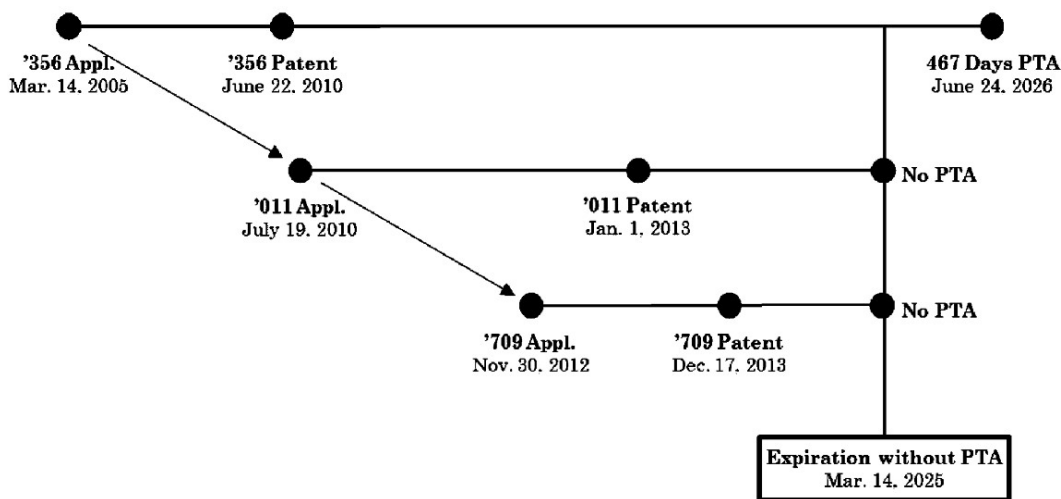 '356 Appl.
Mar. 14, 2005
'356 Patent
June 22, 2010
467 Days PTA
June 24, 2026
'011 Appl.
July 19, 2010
'011 Patent
Jan. 1, 2013
No PTA
'709 Appl.
Nov. 30, 2012
'709 Patent
Dec. 17, 2013
No PTA
Expiration without PTA
Mar. 14, 2025